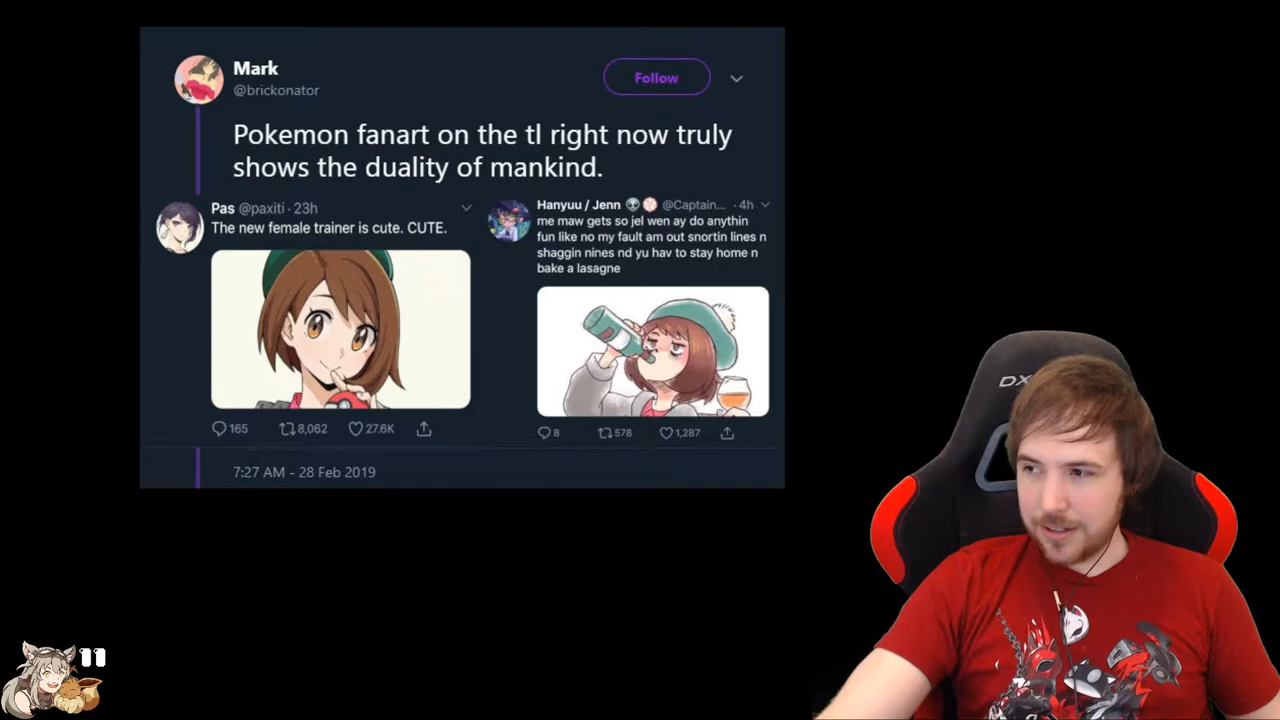 Mark
@brickonator
Follow
Pokemon fanart on the tl right now truly
shows the duality of mankind.
Pas @paxiti · 23h
The new female trainer is cute. CUTE.
165 8,062 27.6K
Hanyuu / Jenn @Captain... · 4h
me maw gets so jel wen ay do anythin
fun like no my fault am out snortin lines n
shaggin nines nd yu hav to stay home n
bake a lasagne
8 578 1,287
7:27 AM - 28 Feb 2019
DX
11